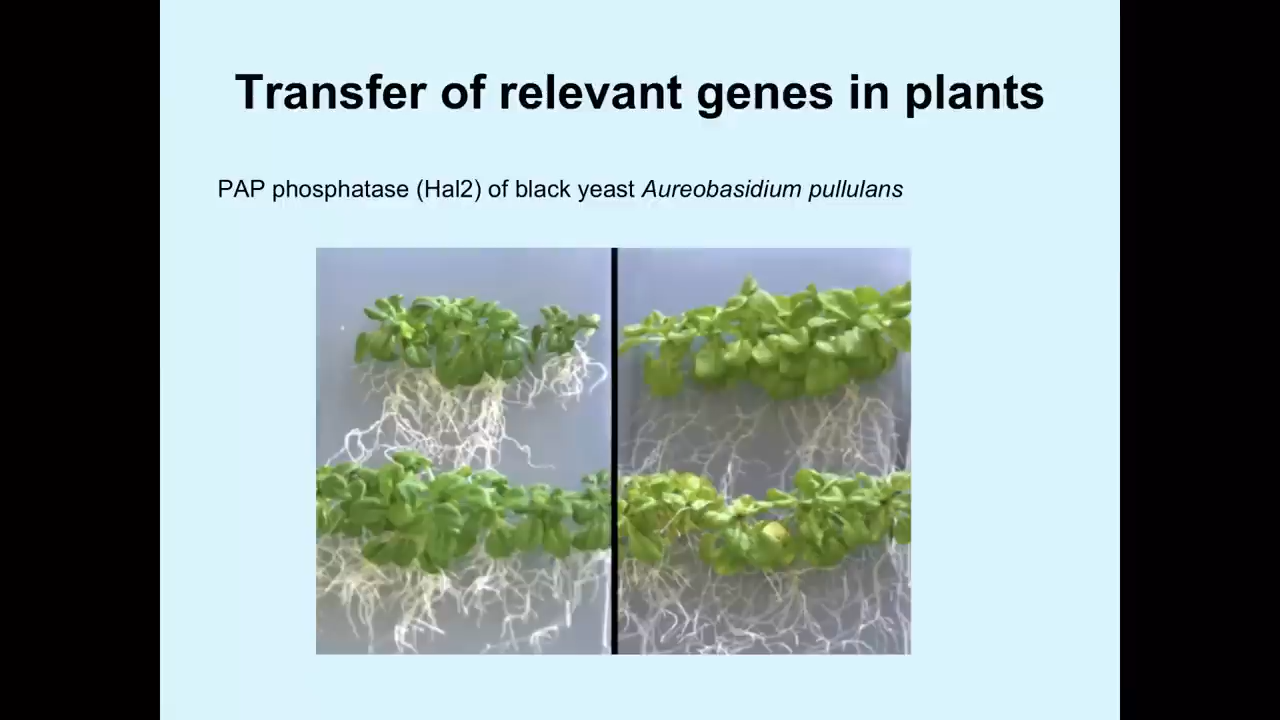 Transfer of relevant genes in plants
PAP phosphatase (Hal2) of black yeast Aureobasidium pullulans